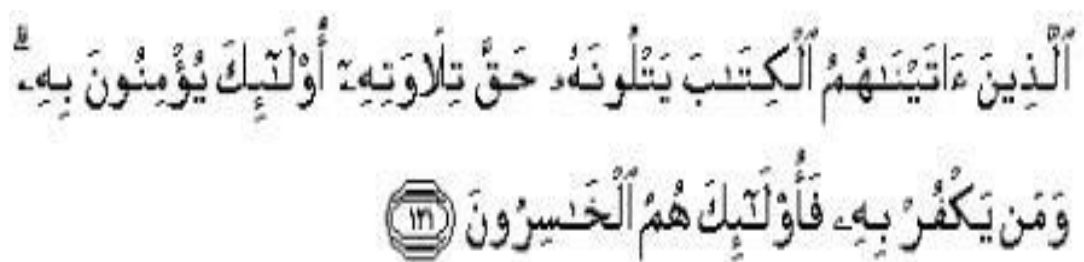 ٱلَّذِينَ ءَاتَيْنَـٰهُمُ ٱلْكِتَـٰبَ يَتْلُونَهُۥ حَقَّ تِلَاوَتِهِۦٓ أُو۟لَـٰٓئِكَ يُؤْمِنُونَ بِهِۦ ۗ
وَمَن يَكْفُرْ بِهِۦ فَأُو۟لَـٰٓئِكَ هُمُ ٱلْخَـٰسِرُونَ ١٢١